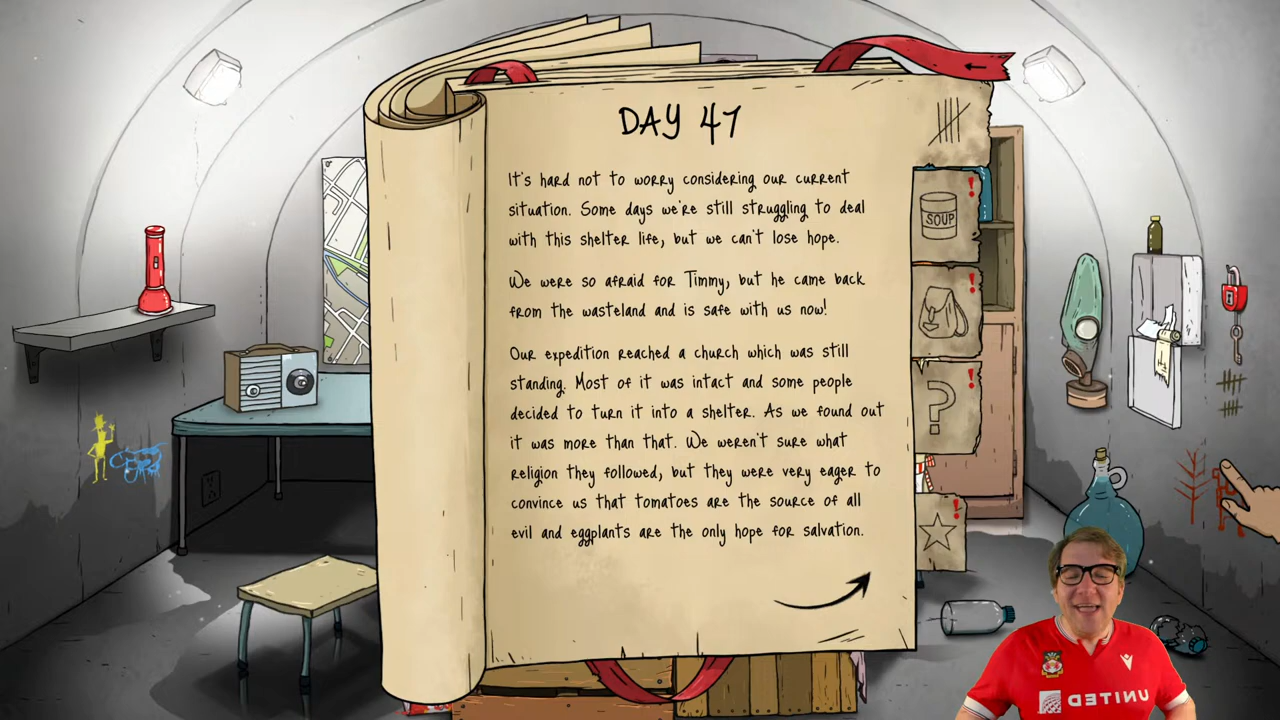 DAY 47
It's hard not to worry considering our current
situation. Some days we're still struggling to deal
with this shelter life, but we can't lose hope.
We were so afraid for Timmy, but he came back
from the wasteland and is safe with us now!
Our expedition reached a church which was still
standing. Most of it was intact and some people
decided to turn it into a shelter. As we found out
it was more than that. We weren't sure what
religion they followed, but they were very eager to
convince us that tomatoes are the source of all
evil and eggplants are the only hope for salvation.
!
SOUP
!
!
?
!
UNITED